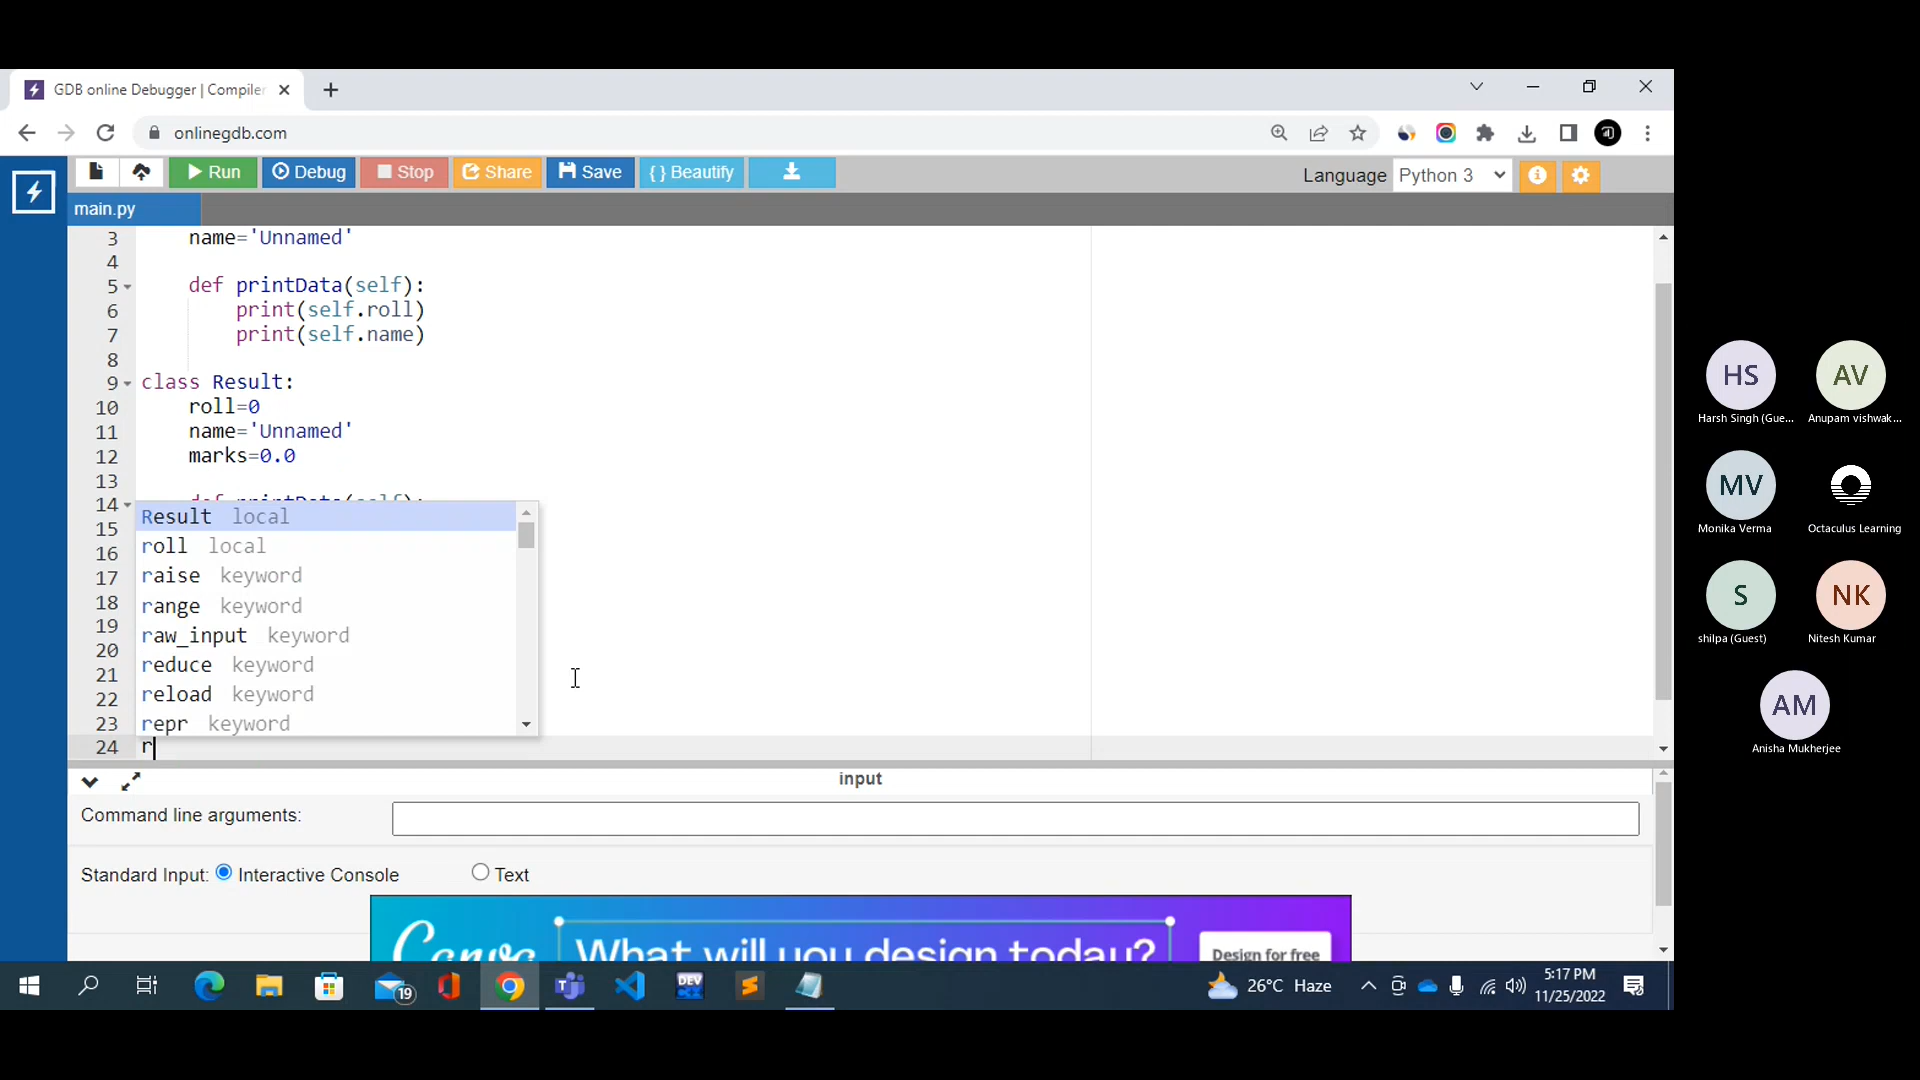 GDB online Debugger | Compiler
onlinegdb.com
Run
Debug
Stop
Share
Save
{ } Beautify
Language
Python 3
main.py
3 name='Unnamed'
4
5 def printData(self):
6 print(self.roll)
7 print(self.name)
8
9 class Result:
10 roll=0
11 name='Unnamed'
12 marks=0.0
13
14 def printData(self):
15
16
17
18
19
20
21
22
23
24 r
Result local
roll local
raise keyword
range keyword
raw_input keyword
reduce keyword
reload keyword
repr keyword
input
Command line arguments:
Standard Input: Interactive Console Text
Canva
What will you design today?
Design for free
19
DEV
26°C Haze
5:17 PM
11/25/2022
HS
Harsh Singh (Gue...
AV
Anupam vishwak...
MV
Monika Verma
Octaculus Learning
S
shilpa (Guest)
NK
Nitesh Kumar
AM
Anisha Mukherjee